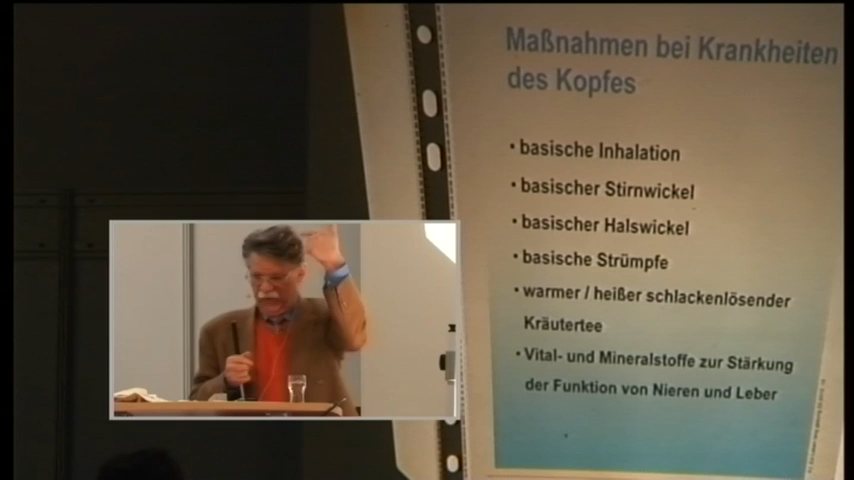 Maßnahmen bei Krankheiten
des Kopfes
• basische Inhalation
• basischer Stirnwickel
• basischer Halswickel
• basische Strümpfe
• warmer / heißer schlackenlösender
Kräutertee
• Vital- und Mineralstoffe zur Stärkung
der Funktion von Nieren und Leber